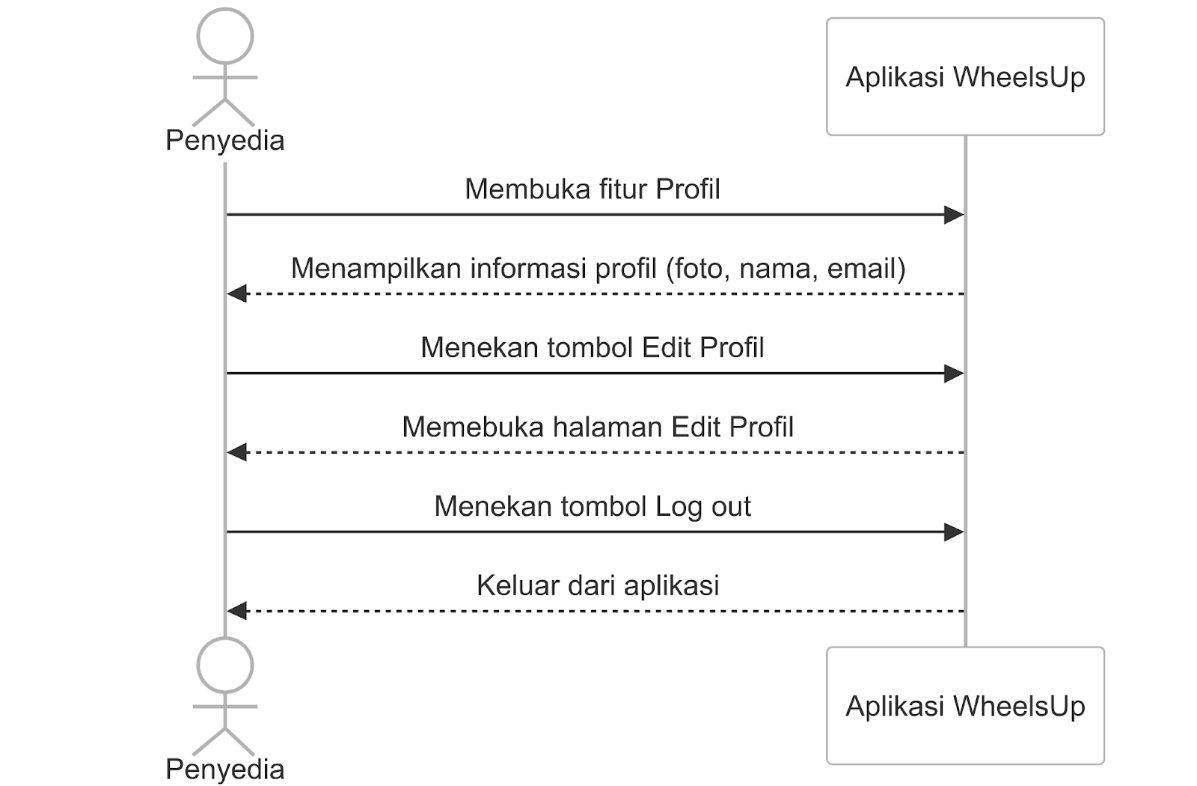 Penyedia
Aplikasi WheelsUp
Membuka fitur Profil
Menampilkan informasi profil (foto, nama, email)
Menekan tombol Edit Profil
Memebuka halaman Edit Profil
Menekan tombol Log out
Keluar dari aplikasi
Penyedia
Aplikasi WheelsUp